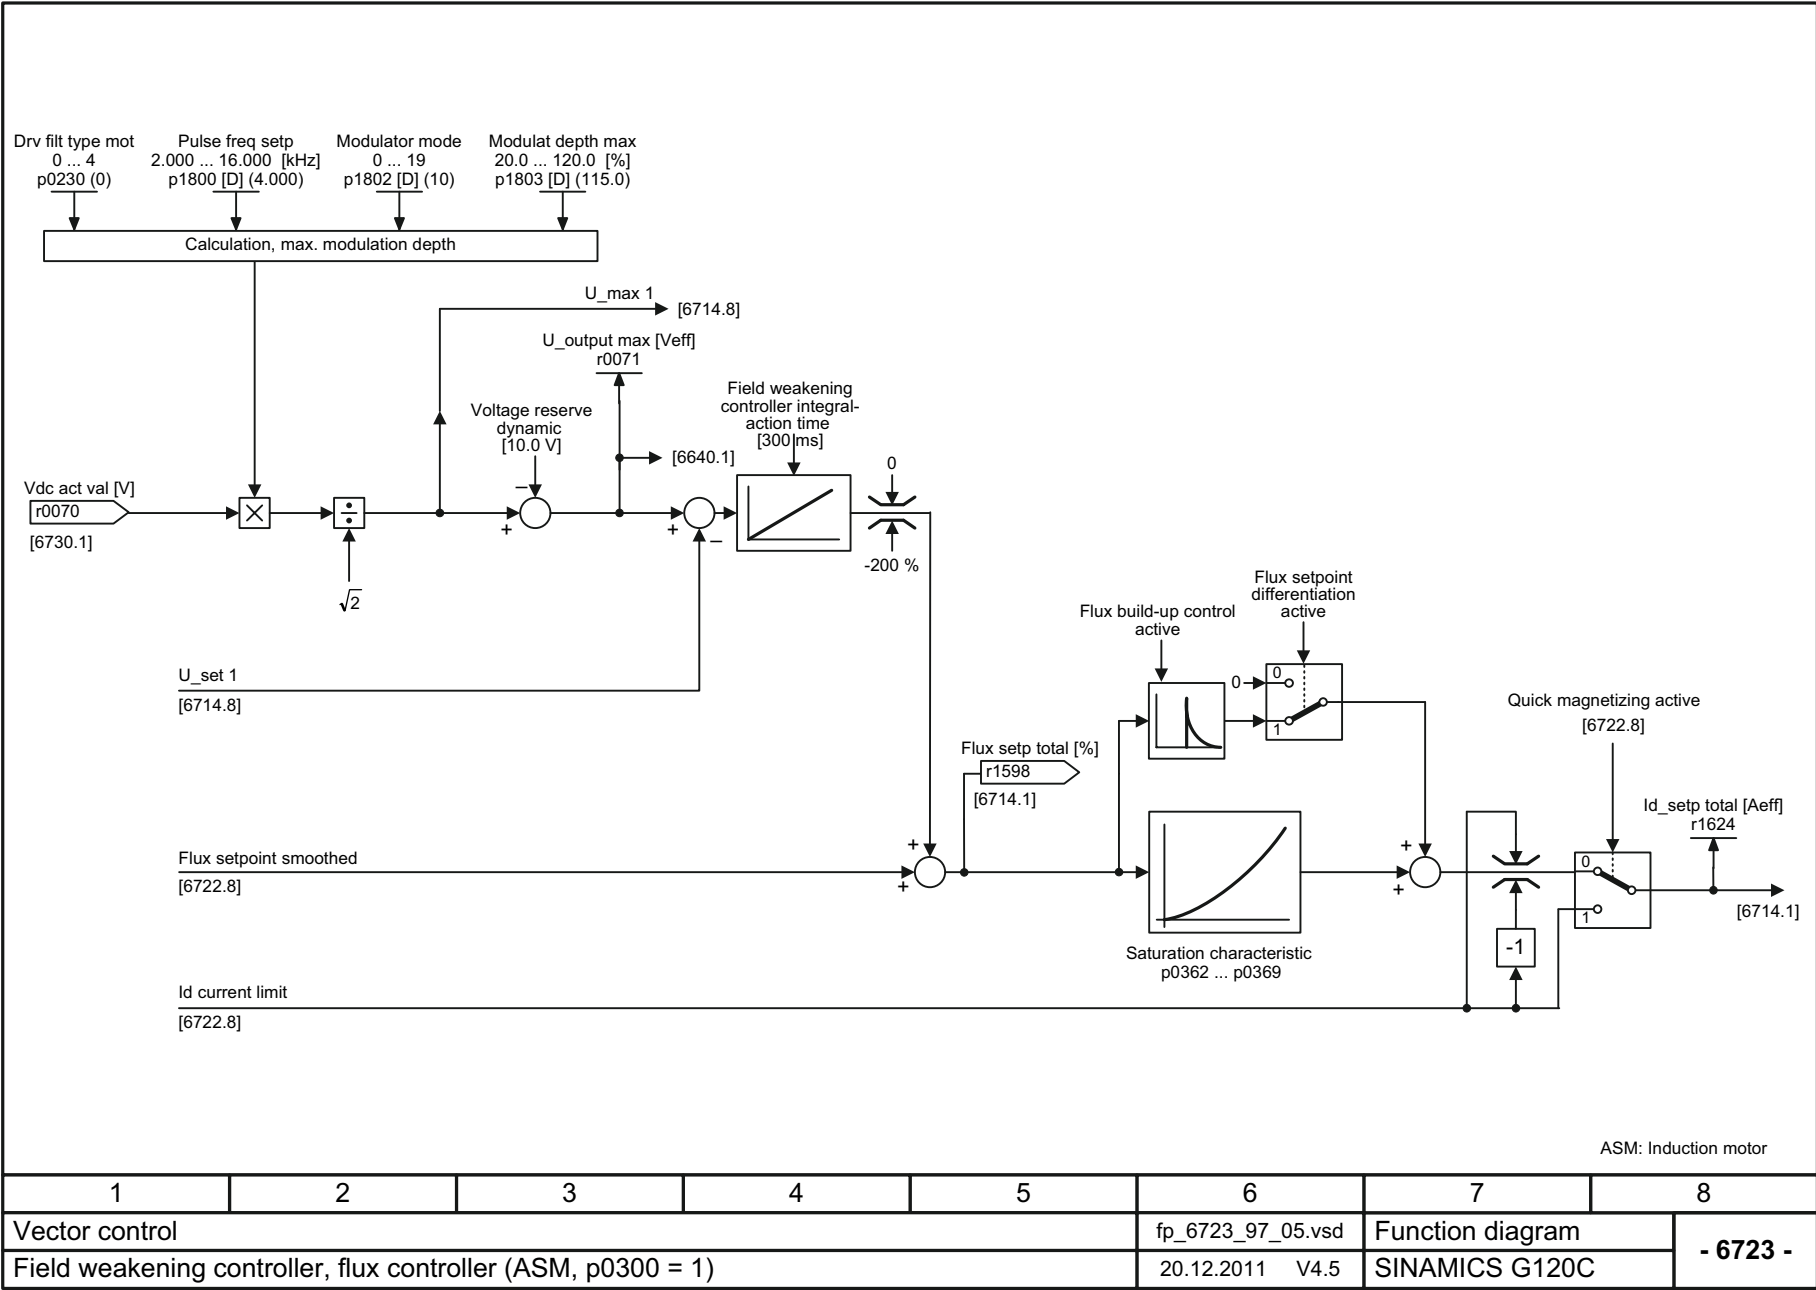 Drv filt type mot
0 ... 4
p0230 (0)
Pulse freq setp
2.000 ... 16.000 [kHz]
p1800 [D] (4.000)
Modulator mode
0 ... 19
p1802 [D] (10)
Modulat depth max
20.0 ... 120.0 [%]
p1803 [D] (115.0)
Calculation, max. modulation depth
U_max 1
[6714.8]
U_output max [Veff]
r0071
Field weakening
controller integral-
action time
[300 ms]
Voltage reserve
dynamic
[10.0 V]
[6640.1]
0
Vdc act val [V]
r0070
[6730.1]
×
÷
+
−
+
−
-200 %
√2
Flux setpoint
differentiation
active
Flux build-up control
active
U_set 1
[6714.8]
0
0
1
Quick magnetizing active
[6722.8]
Flux setp total [%]
r1598
[6714.1]
Id_setp total [Aeff]
r1624
Flux setpoint smoothed
[6722.8]
+
+
+
+
0
1
[6714.1]
-1
Saturation characteristic
p0362 ... p0369
Id current limit
[6722.8]
ASM: Induction motor
1 2 3 4 5 6 7 8
Vector control
fp_6723_97_05.vsd
Function diagram
- 6723 -
Field weakening controller, flux controller (ASM, p0300 = 1)
20.12.2011 V4.5
SINAMICS G120C